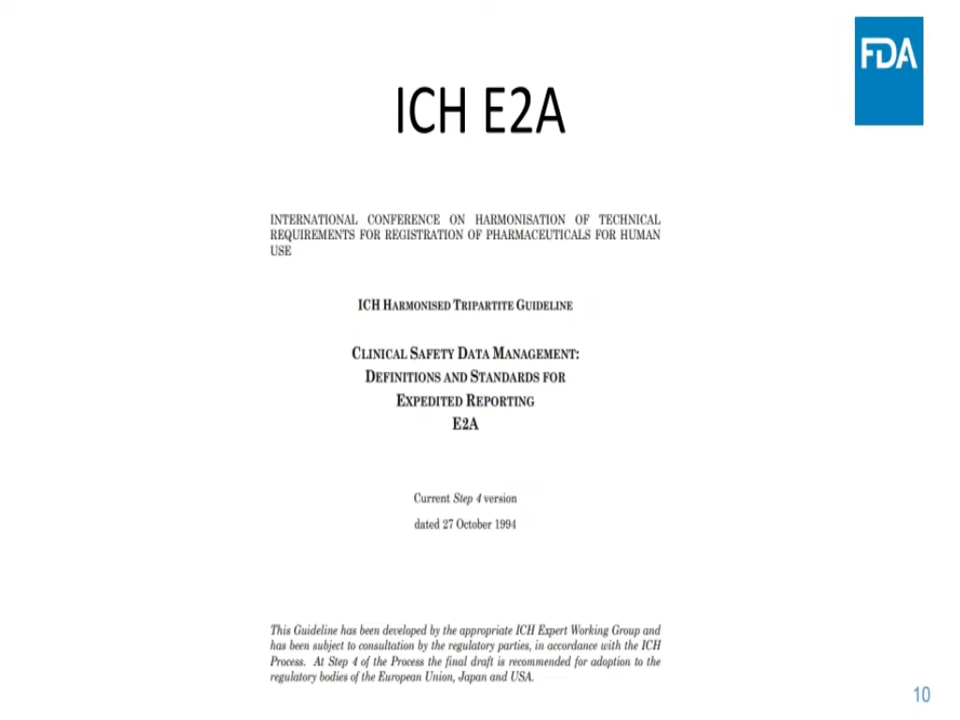 FDA
ICH E2A
INTERNATIONAL CONFERENCE ON HARMONISATION OF TECHNICAL
REQUIREMENTS FOR REGISTRATION OF PHARMACEUTICALS FOR HUMAN
USE
ICH HARMONISED TRIPARTITE GUIDELINE
CLINICAL SAFETY DATA MANAGEMENT:
DEFINITIONS AND STANDARDS FOR
EXPEDITED REPORTING
E2A
Current Step 4 version
dated 27 October 1994
This Guideline has been developed by the appropriate ICH Expert Working Group and
has been subject to consultation by the regulatory parties, in accordance with the ICH
Process. At Step 4 of the Process the final draft is recommended for adoption to the
regulatory bodies of the European Union, Japan and USA.
10